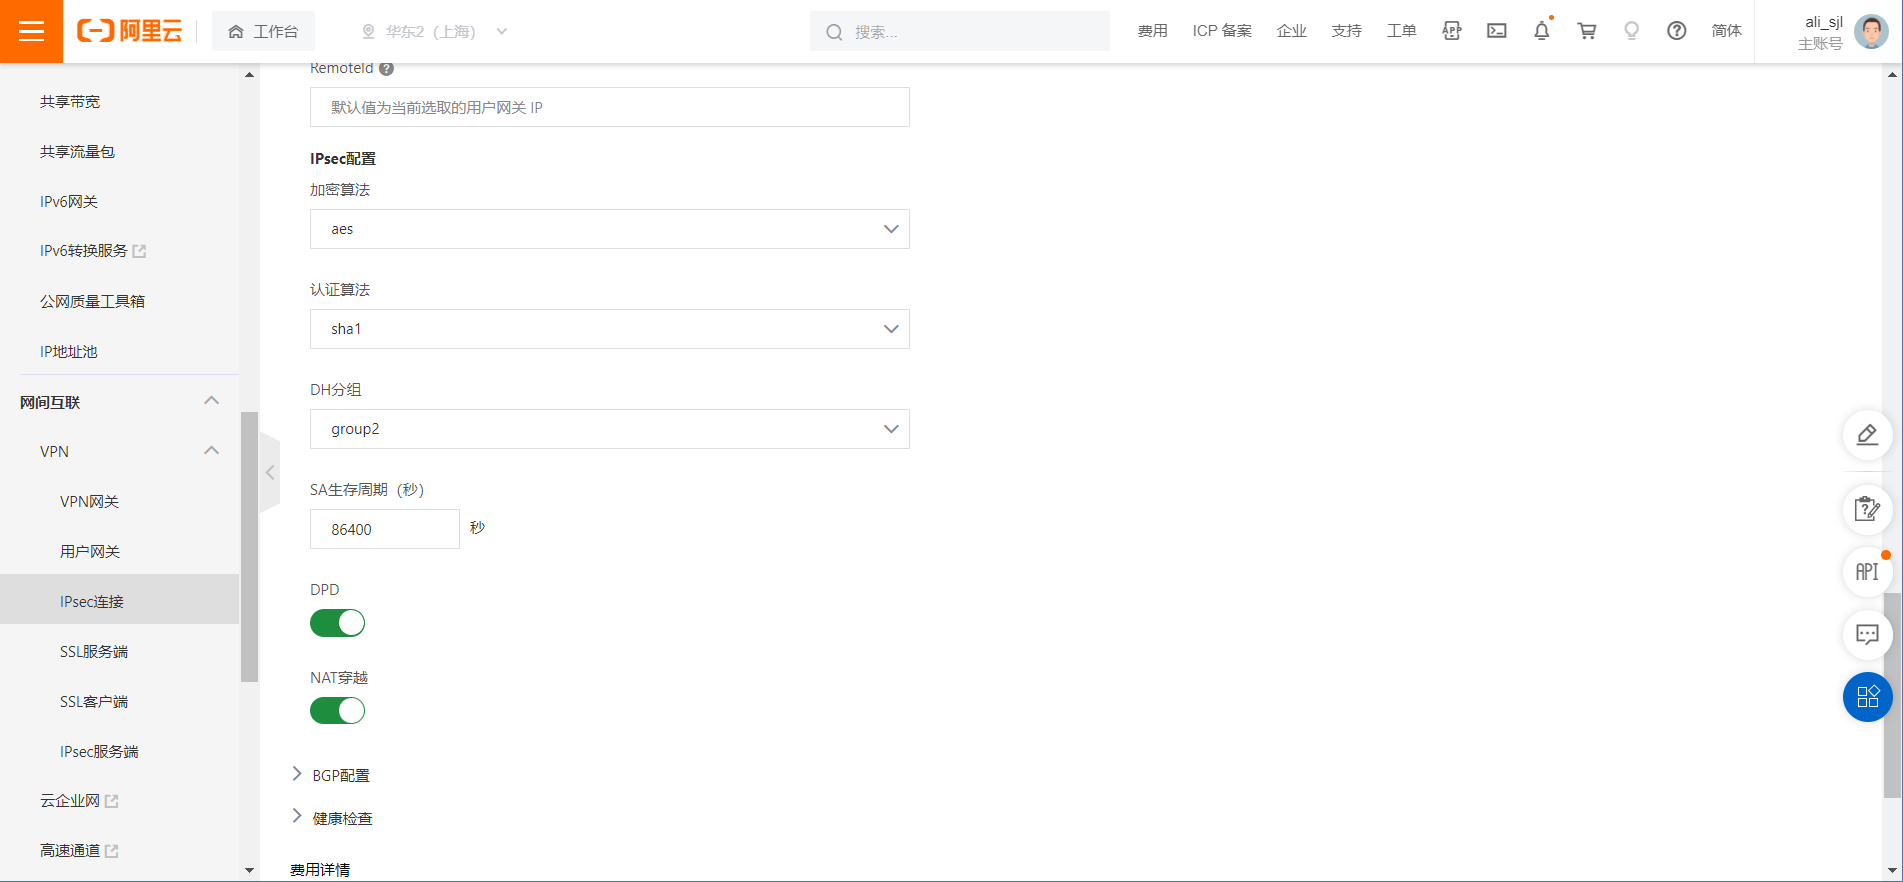 阿里云
工作台
华东2（上海）
搜索...
费用
ICP 备案
企业
支持
工单
APP
简体
ali_sjl
主账号
共享带宽
共享流量包
IPv6网关
IPv6转换服务
公网质量工具箱
IP地址池
网间互联
VPN
VPN网关
用户网关
IPsec连接
SSL服务端
SSL客户端
IPsec服务端
云企业网
高速通道
RemoteId
默认值为当前选取的用户网关 IP
IPsec配置
加密算法
aes
认证算法
sha1
DH分组
group2
SA生存周期（秒）
86400 秒
DPD
NAT穿越
BGP配置
健康检查
费用详情
API